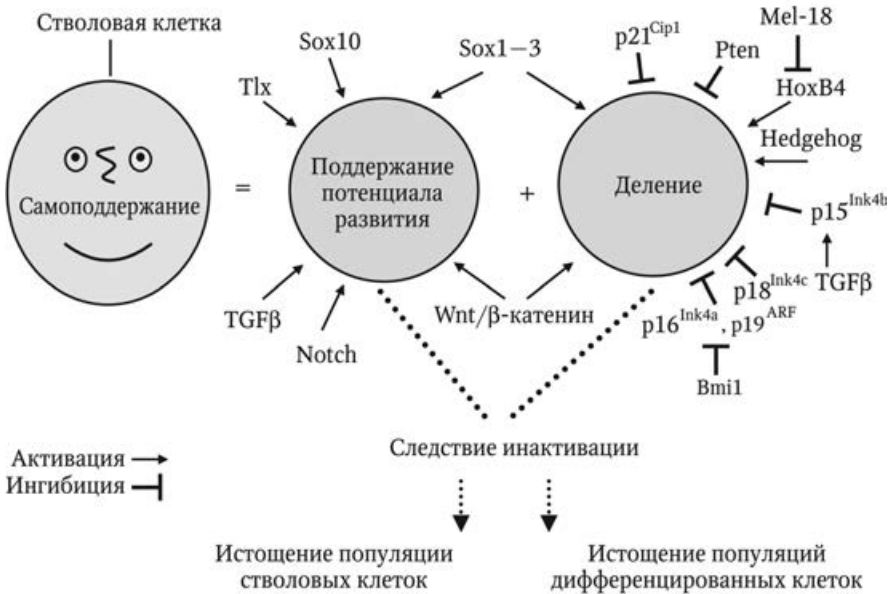 Стволовая клетка
Самоподдержание
=
Tlx
Sox10
Sox1–3
Поддержание
потенциала
развития
TGFβ
Notch
Wnt/β-катенин
+
Деление
p21Cip1
Pten
Mel-18
HoxB4
Hedgehog
p15Ink4b
TGFβ
p18Ink4c
p16Ink4a, p19ARF
Bmi1
Следствие инактивации
Активация
Ингибиция
Истощение популяции
стволовых клеток
Истощение популяций
дифференцированных клеток